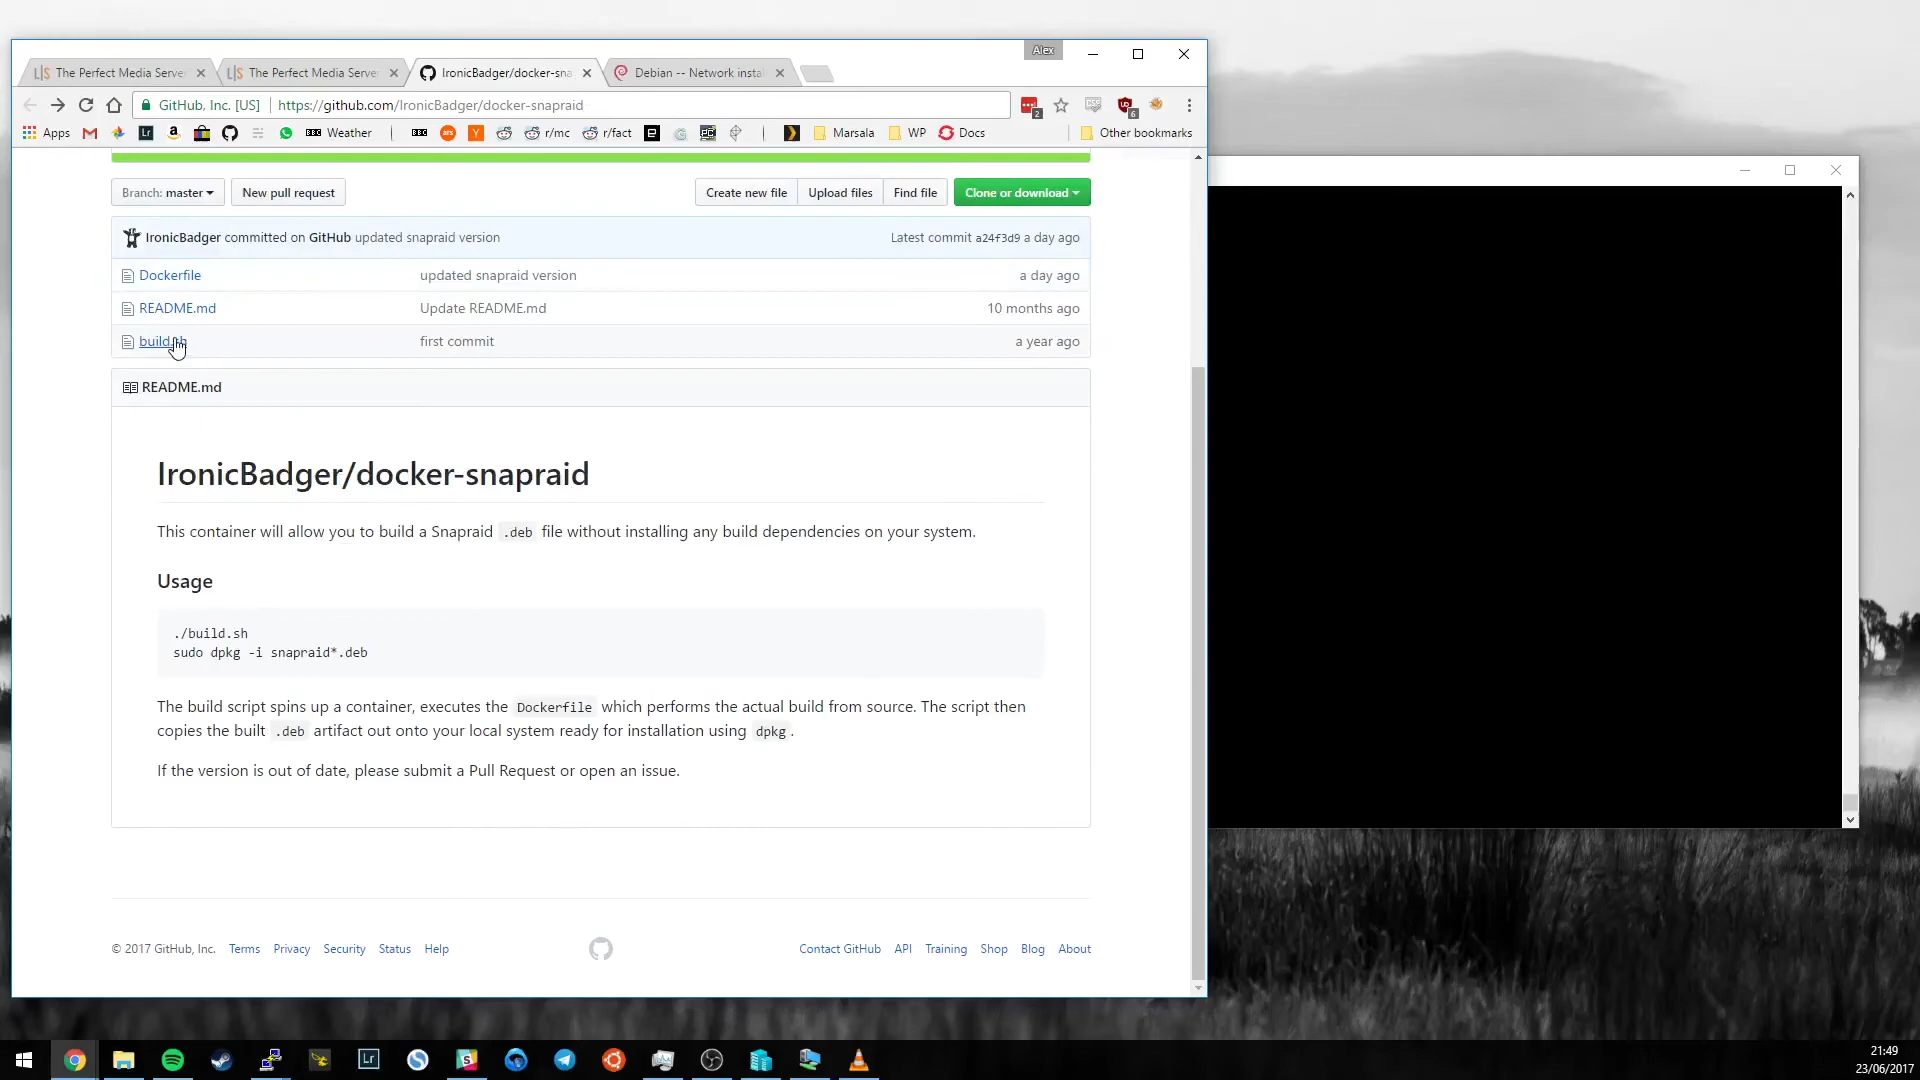 Alex
The Perfect Media Serve
The Perfect Media Serve
IronicBadger/docker-sna
Debian -- Network insta
GitHub, Inc. [US]
https://github.com/IronicBadger/docker-snapraid
2
6
Apps
Lr
a
BBC Weather
BBC
ars
Y
r/mc
r/fact
Marsala
WP
Docs
Other bookmarks
Branch: master
New pull request
Create new file
Upload files
Find file
Clone or download
IronicBadger committed on GitHub updated snapraid version
Latest commit a24f3d9 a day ago
Dockerfile
updated snapraid version
a day ago
README.md
Update README.md
10 months ago
build.sh
first commit
a year ago
README.md
IronicBadger/docker-snapraid
This container will allow you to build a Snapraid .deb file without installing any build dependencies on your system.
Usage
./build.sh
sudo dpkg -i snapraid*.deb
The build script spins up a container, executes the Dockerfile which performs the actual build from source. The script then
copies the built .deb artifact out onto your local system ready for installation using dpkg.
If the version is out of date, please submit a Pull Request or open an issue.
© 2017 GitHub, Inc.
Terms
Privacy
Security
Status
Help
Contact GitHub
API
Training
Shop
Blog
About
Lr
21:49
23/06/2017